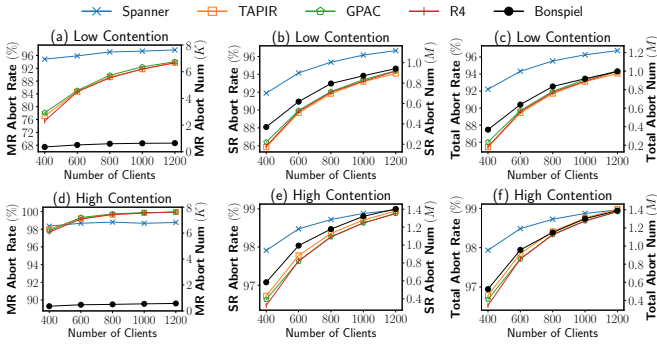 Spanner TAPIR GPAC R4 Bonspiel
(a) Low Contention
MR Abort Rate (%)
96
92
88
84
80
76
72
68
8
6
4
2
0
MR Abort Num (K)
400 600 800 1000 1200
Number of Clients
(b) Low Contention
SR Abort Rate (%)
96
94
92
90
88
86
1.2
1.0
0.8
0.6
0.4
0.2
SR Abort Num (M)
400 600 800 1000 1200
Number of Clients
(c) Low Contention
Total Abort Rate (%)
96
94
92
90
88
86
1.2
1.0
0.8
0.6
0.4
0.2
Total Abort Num (M)
400 600 800 1000 1200
Number of Clients
(d) High Contention
MR Abort Rate (%)
100
98
96
94
92
90
8
6
4
2
0
MR Abort Num (K)
400 600 800 1000 1200
Number of Clients
(e) High Contention
SR Abort Rate (%)
99
98
97
1.4
1.2
1.0
0.8
0.6
0.4
SR Abort Num (M)
400 600 800 1000 1200
Number of Clients
(f) High Contention
Total Abort Rate (%)
99
98
97
1.4
1.2
1.0
0.8
0.6
0.4
Total Abort Num (M)
400 600 800 1000 1200
Number of Clients